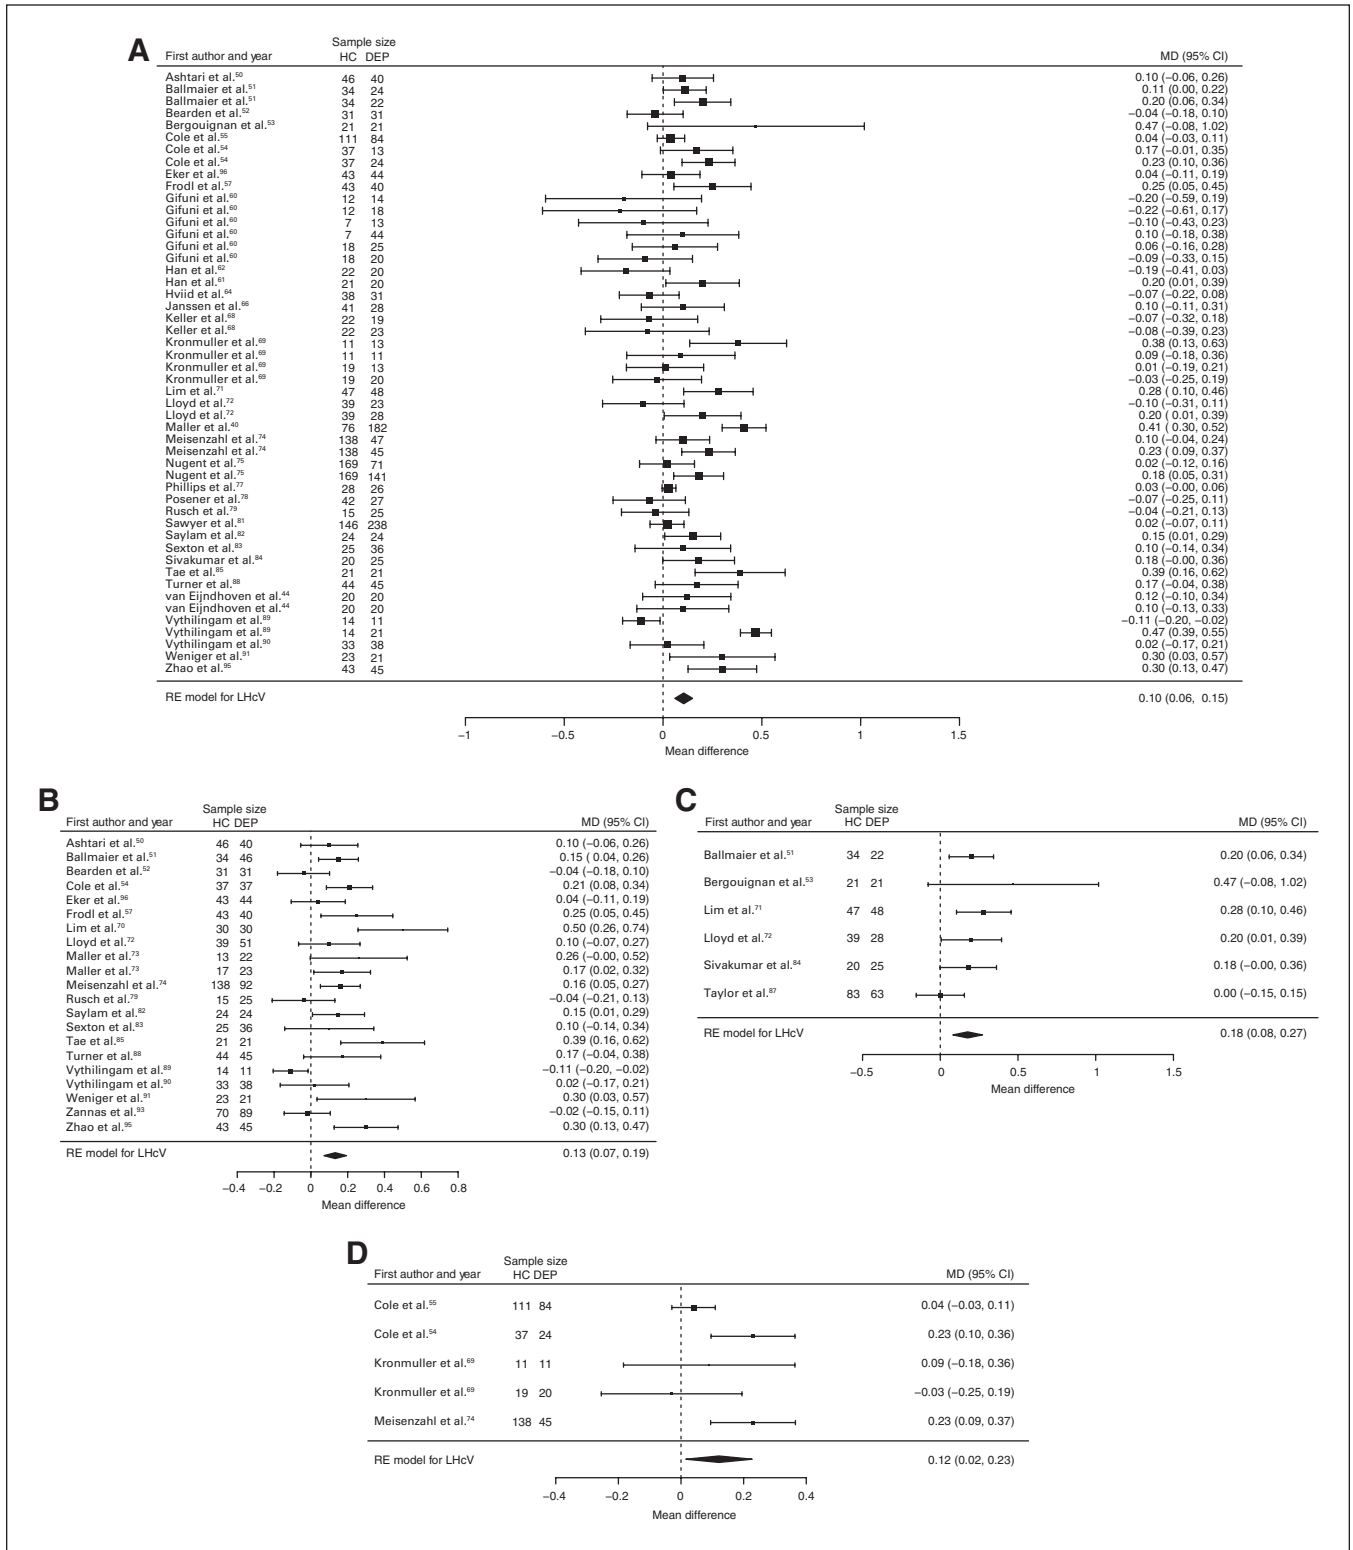 A
Sample size
First author and year HC DEP MD (95% CI)
Ashtari et al.50 46 40 0.10 (−0.06, 0.26)
Ballmaier et al.51 34 24 0.11 (0.00, 0.22)
Ballmaier et al.51 34 22 0.20 (0.06, 0.34)
Bearden et al.52 31 31 −0.04 (−0.18, 0.10)
Bergouignan et al.53 21 21 0.47 (−0.08, 1.02)
Cole et al.55 111 84 0.04 (−0.03, 0.11)
Cole et al.54 37 13 0.17 (−0.01, 0.35)
Cole et al.54 37 24 0.23 (0.10, 0.36)
Eker et al.96 43 44 0.04 (−0.11, 0.19)
Frodl et al.57 43 40 0.25 (0.05, 0.45)
Gifuni et al.60 12 14 −0.20 (−0.59, 0.19)
Gifuni et al.60 12 18 −0.22 (−0.61, 0.17)
Gifuni et al.60 7 13 −0.10 (−0.43, 0.23)
Gifuni et al.60 7 44 0.10 (−0.18, 0.38)
Gifuni et al.60 18 25 0.06 (−0.16, 0.28)
Gifuni et al.60 18 20 −0.09 (−0.33, 0.15)
Han et al.62 22 20 −0.19 (−0.41, 0.03)
Han et al.61 21 20 0.20 (0.01, 0.39)
Hviid et al.64 38 31 −0.07 (−0.22, 0.08)
Janssen et al.66 41 28 0.10 (−0.11, 0.31)
Keller et al.68 22 19 −0.07 (−0.32, 0.18)
Keller et al.68 22 23 −0.08 (−0.39, 0.23)
Kronmuller et al.69 11 13 0.38 (0.13, 0.63)
Kronmuller et al.69 11 11 0.09 (−0.18, 0.36)
Kronmuller et al.69 19 13 0.01 (−0.19, 0.21)
Kronmuller et al.69 19 20 −0.03 (−0.25, 0.19)
Lim et al.71 47 48 0.28 ( 0.10, 0.46)
Lloyd et al.72 39 23 −0.10 (−0.31, 0.11)
Lloyd et al.72 39 28 0.20 ( 0.01, 0.39)
Maller et al.40 76 182 0.41 ( 0.30, 0.52)
Meisenzahl et al.74 138 47 0.10 (−0.04, 0.24)
Meisenzahl et al.74 138 45 0.23 ( 0.09, 0.37)
Nugent et al.75 169 71 0.02 (−0.12, 0.16)
Nugent et al.75 169 141 0.18 (0.05, 0.31)
Phillips et al.77 28 26 0.03 (−0.00, 0.06)
Posener et al.78 42 27 −0.07 (−0.25, 0.11)
Rusch et al.79 15 25 −0.04 (−0.21, 0.13)
Sawyer et al.81 146 238 0.02 (−0.07, 0.11)
Saylam et al.82 24 24 0.15 (0.01, 0.29)
Sexton et al.83 25 36 0.10 (−0.14, 0.34)
Sivakumar et al.84 20 25 0.18 (−0.00, 0.36)
Tae et al.85 21 21 0.39 (0.16, 0.62)
Turner et al.88 44 45 0.17 (−0.04, 0.38)
van Eijndhoven et al.44 20 20 0.12 (−0.10, 0.34)
van Eijndhoven et al.44 20 20 0.10 (−0.13, 0.33)
Vythilingam et al.89 14 11 −0.11 (−0.20, −0.02)
Vythilingam et al.89 14 21 0.47 (0.39, 0.55)
Vythilingam et al.90 33 38 0.02 (−0.17, 0.21)
Weniger et al.91 23 21 0.30 (0.03, 0.57)
Zhao et al.95 43 45 0.30 (0.13, 0.47)
RE model for LHcV 0.10 (0.06, 0.15)
−1 −0.5 0 0.5 1 1.5
Mean difference
B
Sample size
First author and year HC DEP MD (95% CI)
Ashtari et al.50 46 40 0.10 (−0.06, 0.26)
Ballmaier et al.51 34 46 0.15 ( 0.04, 0.26)
Bearden et al.52 31 31 −0.04 (−0.18, 0.10)
Cole et al.54 37 37 0.21 (0.08, 0.34)
Eker et al.96 43 44 0.04 (−0.11, 0.19)
Frodl et al.57 43 40 0.25 (0.05, 0.45)
Lim et al.70 30 30 0.50 (0.26, 0.74)
Lloyd et al.72 39 51 0.10 (−0.07, 0.27)
Maller et al.73 13 22 0.26 (−0.00, 0.52)
Maller et al.73 17 23 0.17 (0.02, 0.32)
Meisenzahl et al.74 138 92 0.16 (0.05, 0.27)
Rusch et al.79 15 25 −0.04 (−0.21, 0.13)
Saylam et al.82 24 24 0.15 (0.01, 0.29)
Sexton et al.83 25 36 0.10 (−0.14, 0.34)
Tae et al.85 21 21 0.39 (0.16, 0.62)
Turner et al.88 44 45 0.17 (−0.04, 0.38)
Vythilingam et al.89 14 11 −0.11 (−0.20, −0.02)
Vythilingam et al.90 33 38 0.02 (−0.17, 0.21)
Weniger et al.91 23 21 0.30 (0.03, 0.57)
Zannas et al.93 70 89 −0.02 (−0.15, 0.11)
Zhao et al.95 43 45 0.30 (0.13, 0.47)
RE model for LHcV 0.13 (0.07, 0.19)
−0.4 −0.2 0 0.2 0.4 0.6 0.8
Mean difference
C
Sample size
First author and year HC DEP MD (95% CI)
Ballmaier et al.51 34 22 0.20 (0.06, 0.34)
Bergouignan et al.53 21 21 0.47 (−0.08, 1.02)
Lim et al.71 47 48 0.28 (0.10, 0.46)
Lloyd et al.72 39 28 0.20 (0.01, 0.39)
Sivakumar et al.84 20 25 0.18 (−0.00, 0.36)
Taylor et al.87 83 63 0.00 (−0.15, 0.15)
RE model for LHcV 0.18 (0.08, 0.27)
−0.5 0 0.5 1 1.5
Mean difference
D
Sample size
First author and year HC DEP MD (95% CI)
Cole et al.55 111 84 0.04 (−0.03, 0.11)
Cole et al.54 37 24 0.23 (0.10, 0.36)
Kronmuller et al.69 11 11 0.09 (−0.18, 0.36)
Kronmuller et al.69 19 20 −0.03 (−0.25, 0.19)
Meisenzahl et al.74 138 45 0.23 (0.09, 0.37)
RE model for LHcV 0.12 (0.02, 0.23)
−0.4 −0.2 0 0.2 0.4
Mean difference